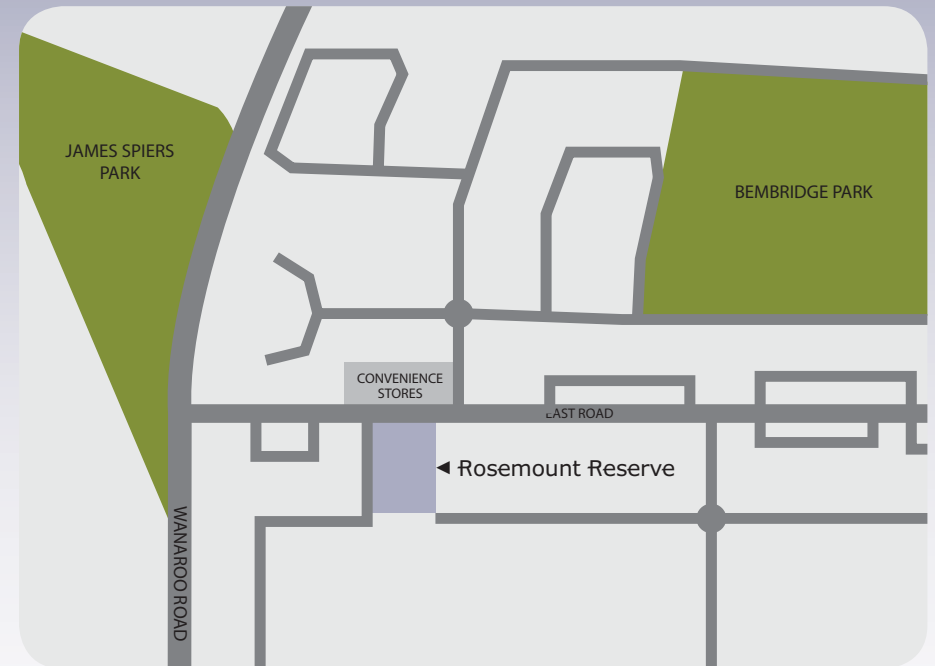 JAMES SPIERS
PARK
BEMBRIDGE PARK
CONVENIENCE
STORES
EAST ROAD
Rosemount Reserve
WANAROO ROAD